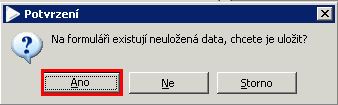 Potvrzení
Na formuláři existují neuložená data, chcete je uložit?
Ano
Ne
Storno